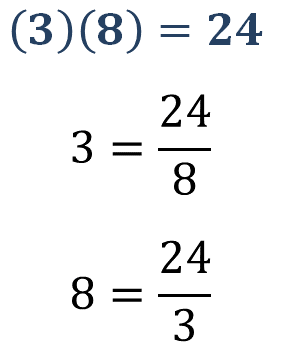 (3)(8) = 24
3 = 24/8
8 = 24/3